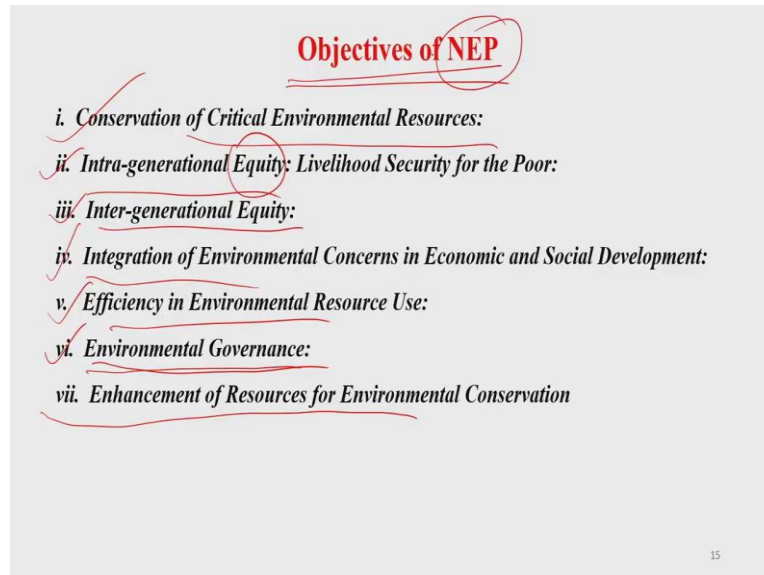 Objectives of NEP
i. Conservation of Critical Environmental Resources:
ii. Intra-generational Equity: Livelihood Security for the Poor:
iii. Inter-generational Equity:
iv. Integration of Environmental Concerns in Economic and Social Development:
v. Efficiency in Environmental Resource Use:
vi. Environmental Governance:
vii. Enhancement of Resources for Environmental Conservation
15